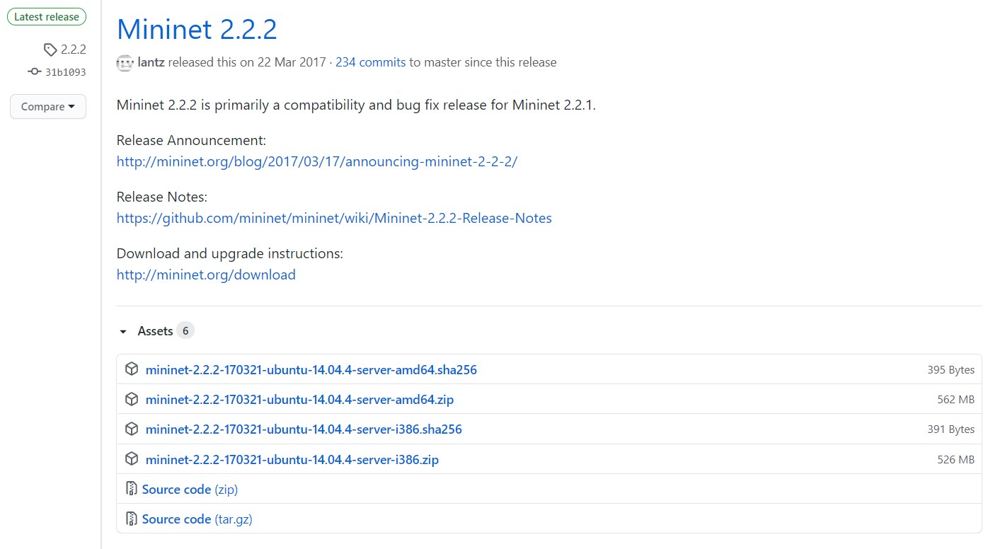 Latest release
2.2.2
31b1093
Compare
Mininet 2.2.2
lantz released this on 22 Mar 2017 · 234 commits to master since this release
Mininet 2.2.2 is primarily a compatibility and bug fix release for Mininet 2.2.1.
Release Announcement:
http://mininet.org/blog/2017/03/17/announcing-mininet-2-2-2/
Release Notes:
https://github.com/mininet/mininet/wiki/Mininet-2.2.2-Release-Notes
Download and upgrade instructions:
http://mininet.org/download
Assets 6
mininet-2.2.2-170321-ubuntu-14.04.4-server-amd64.sha256 395 Bytes
mininet-2.2.2-170321-ubuntu-14.04.4-server-amd64.zip 562 MB
mininet-2.2.2-170321-ubuntu-14.04.4-server-i386.sha256 391 Bytes
mininet-2.2.2-170321-ubuntu-14.04.4-server-i386.zip 526 MB
Source code (zip)
Source code (tar.gz)